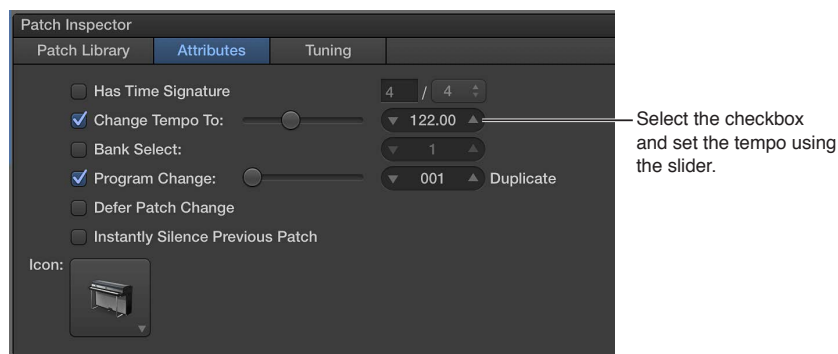 Patch Inspector
Patch Library Attributes Tuning
Has Time Signature 4 / 4
Change Tempo To: 122.00
Bank Select: 1
Program Change: 001 Duplicate
Defer Patch Change
Instantly Silence Previous Patch
Icon:
Select the checkbox
and set the tempo using
the slider.